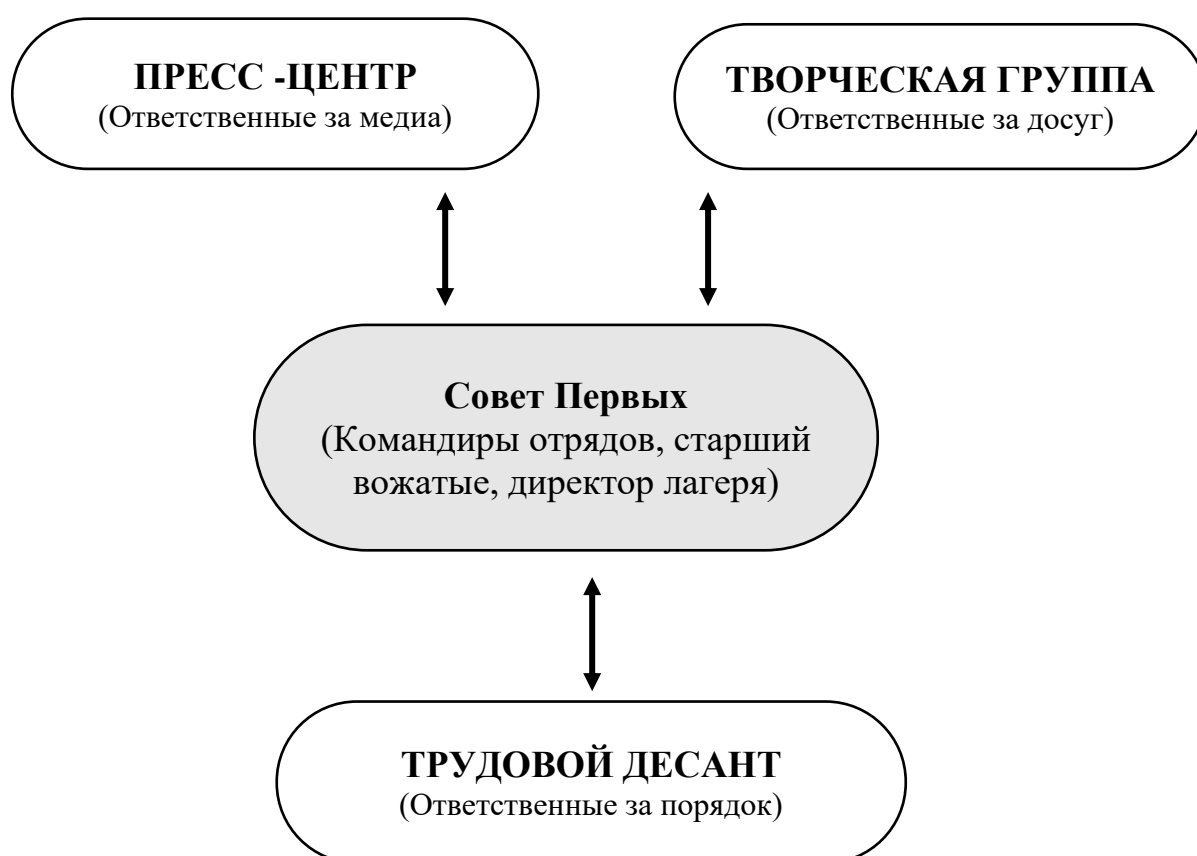 ПРЕСС -ЦЕНТР
(Ответственные за медиа)
ТВОРЧЕСКАЯ ГРУППА
(Ответственные за досуг)
Совет Первых
(Командиры отрядов, старший
вожатые, директор лагеря)
ТРУДОВОЙ ДЕСАНТ
(Ответственные за порядок)